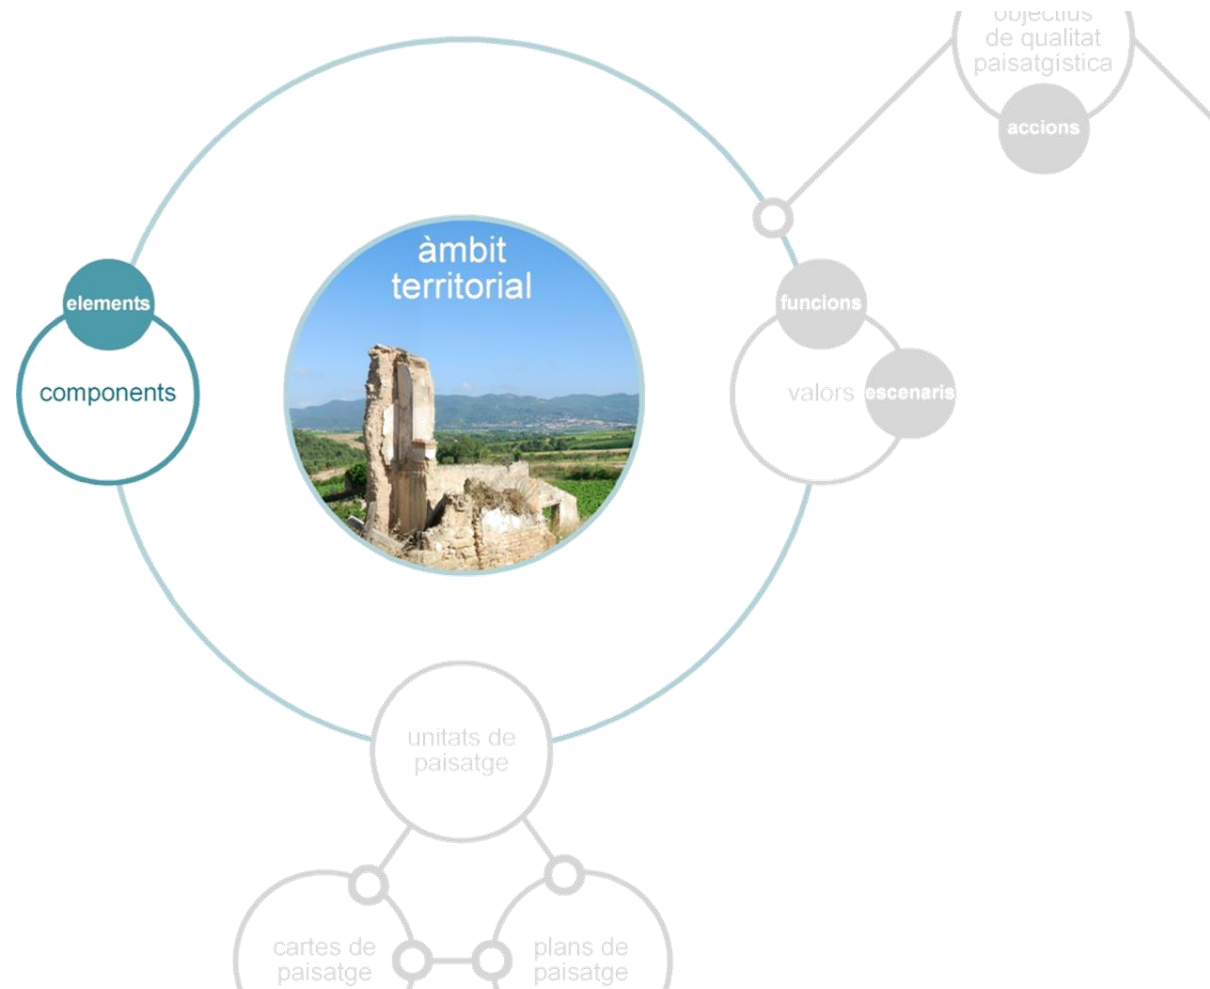 objectius
de qualitat
paisatgística
accions
àmbit
territorial
elements
components
funcions
valors
escenaris
unitats de
paisatge
cartes de
paisatge
plans de
paisatge